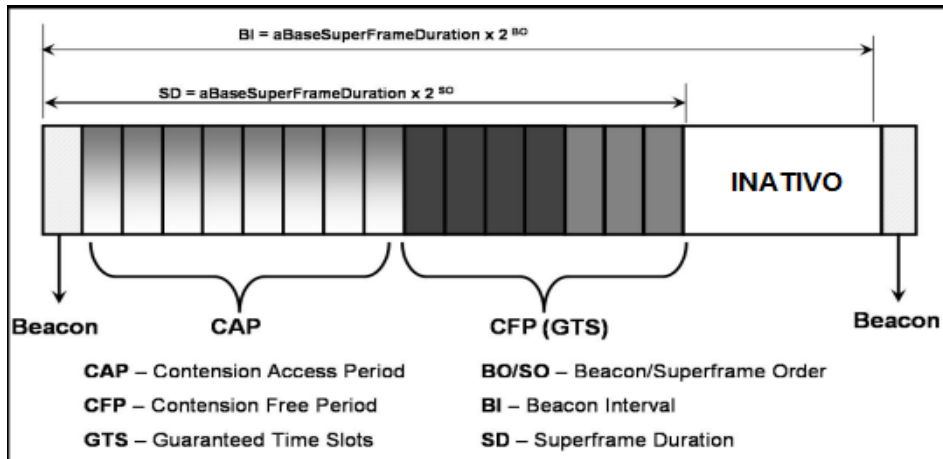 BI = aBaseSuperFrameDuration x 2 BO
SD = aBaseSuperFrameDuration x 2 SO
INATIVO
Beacon
CAP
CFP (GTS)
Beacon
CAP – Contension Access Period
CFP – Contension Free Period
GTS – Guaranteed Time Slots
BO/SO – Beacon/Superframe Order
BI – Beacon Interval
SD – Superframe Duration